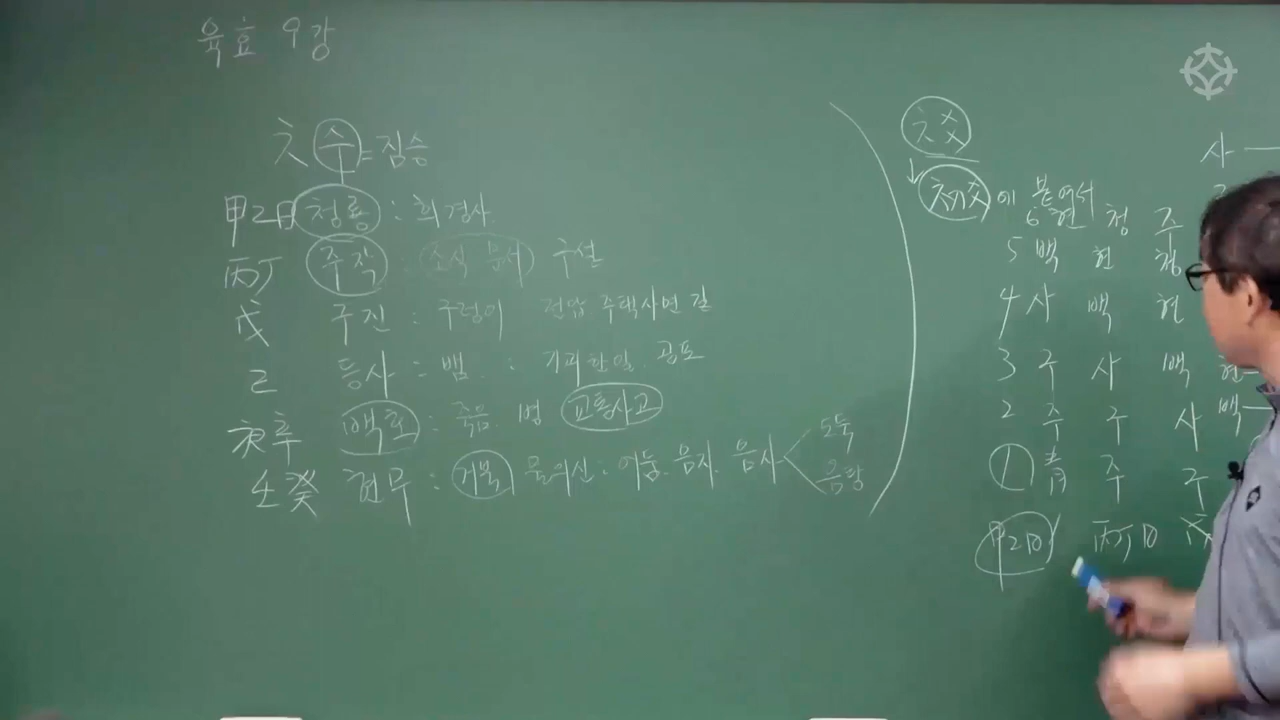 육효 9강
六 수 = 짐승
甲乙日 청룡 : 희경사
丙丁 주작 : 소식 문서 구설
戊 구진 : 구렁이 전답 주택사면 길
己 등사 = 뱀 : 기괴한일 공포
백호 : 죽음 병 교통사고
壬癸 현무 : 거북 물의신 : 어둠. 음지. 음사 도둑
음탕
六爻
六爻에 붙여서
사
6 현 청 주
5 백 현 청
4 사 백 현
3 구 사 백 현
2 주 구 사 백
1 靑 주 구
甲乙日 丙丁日 戊